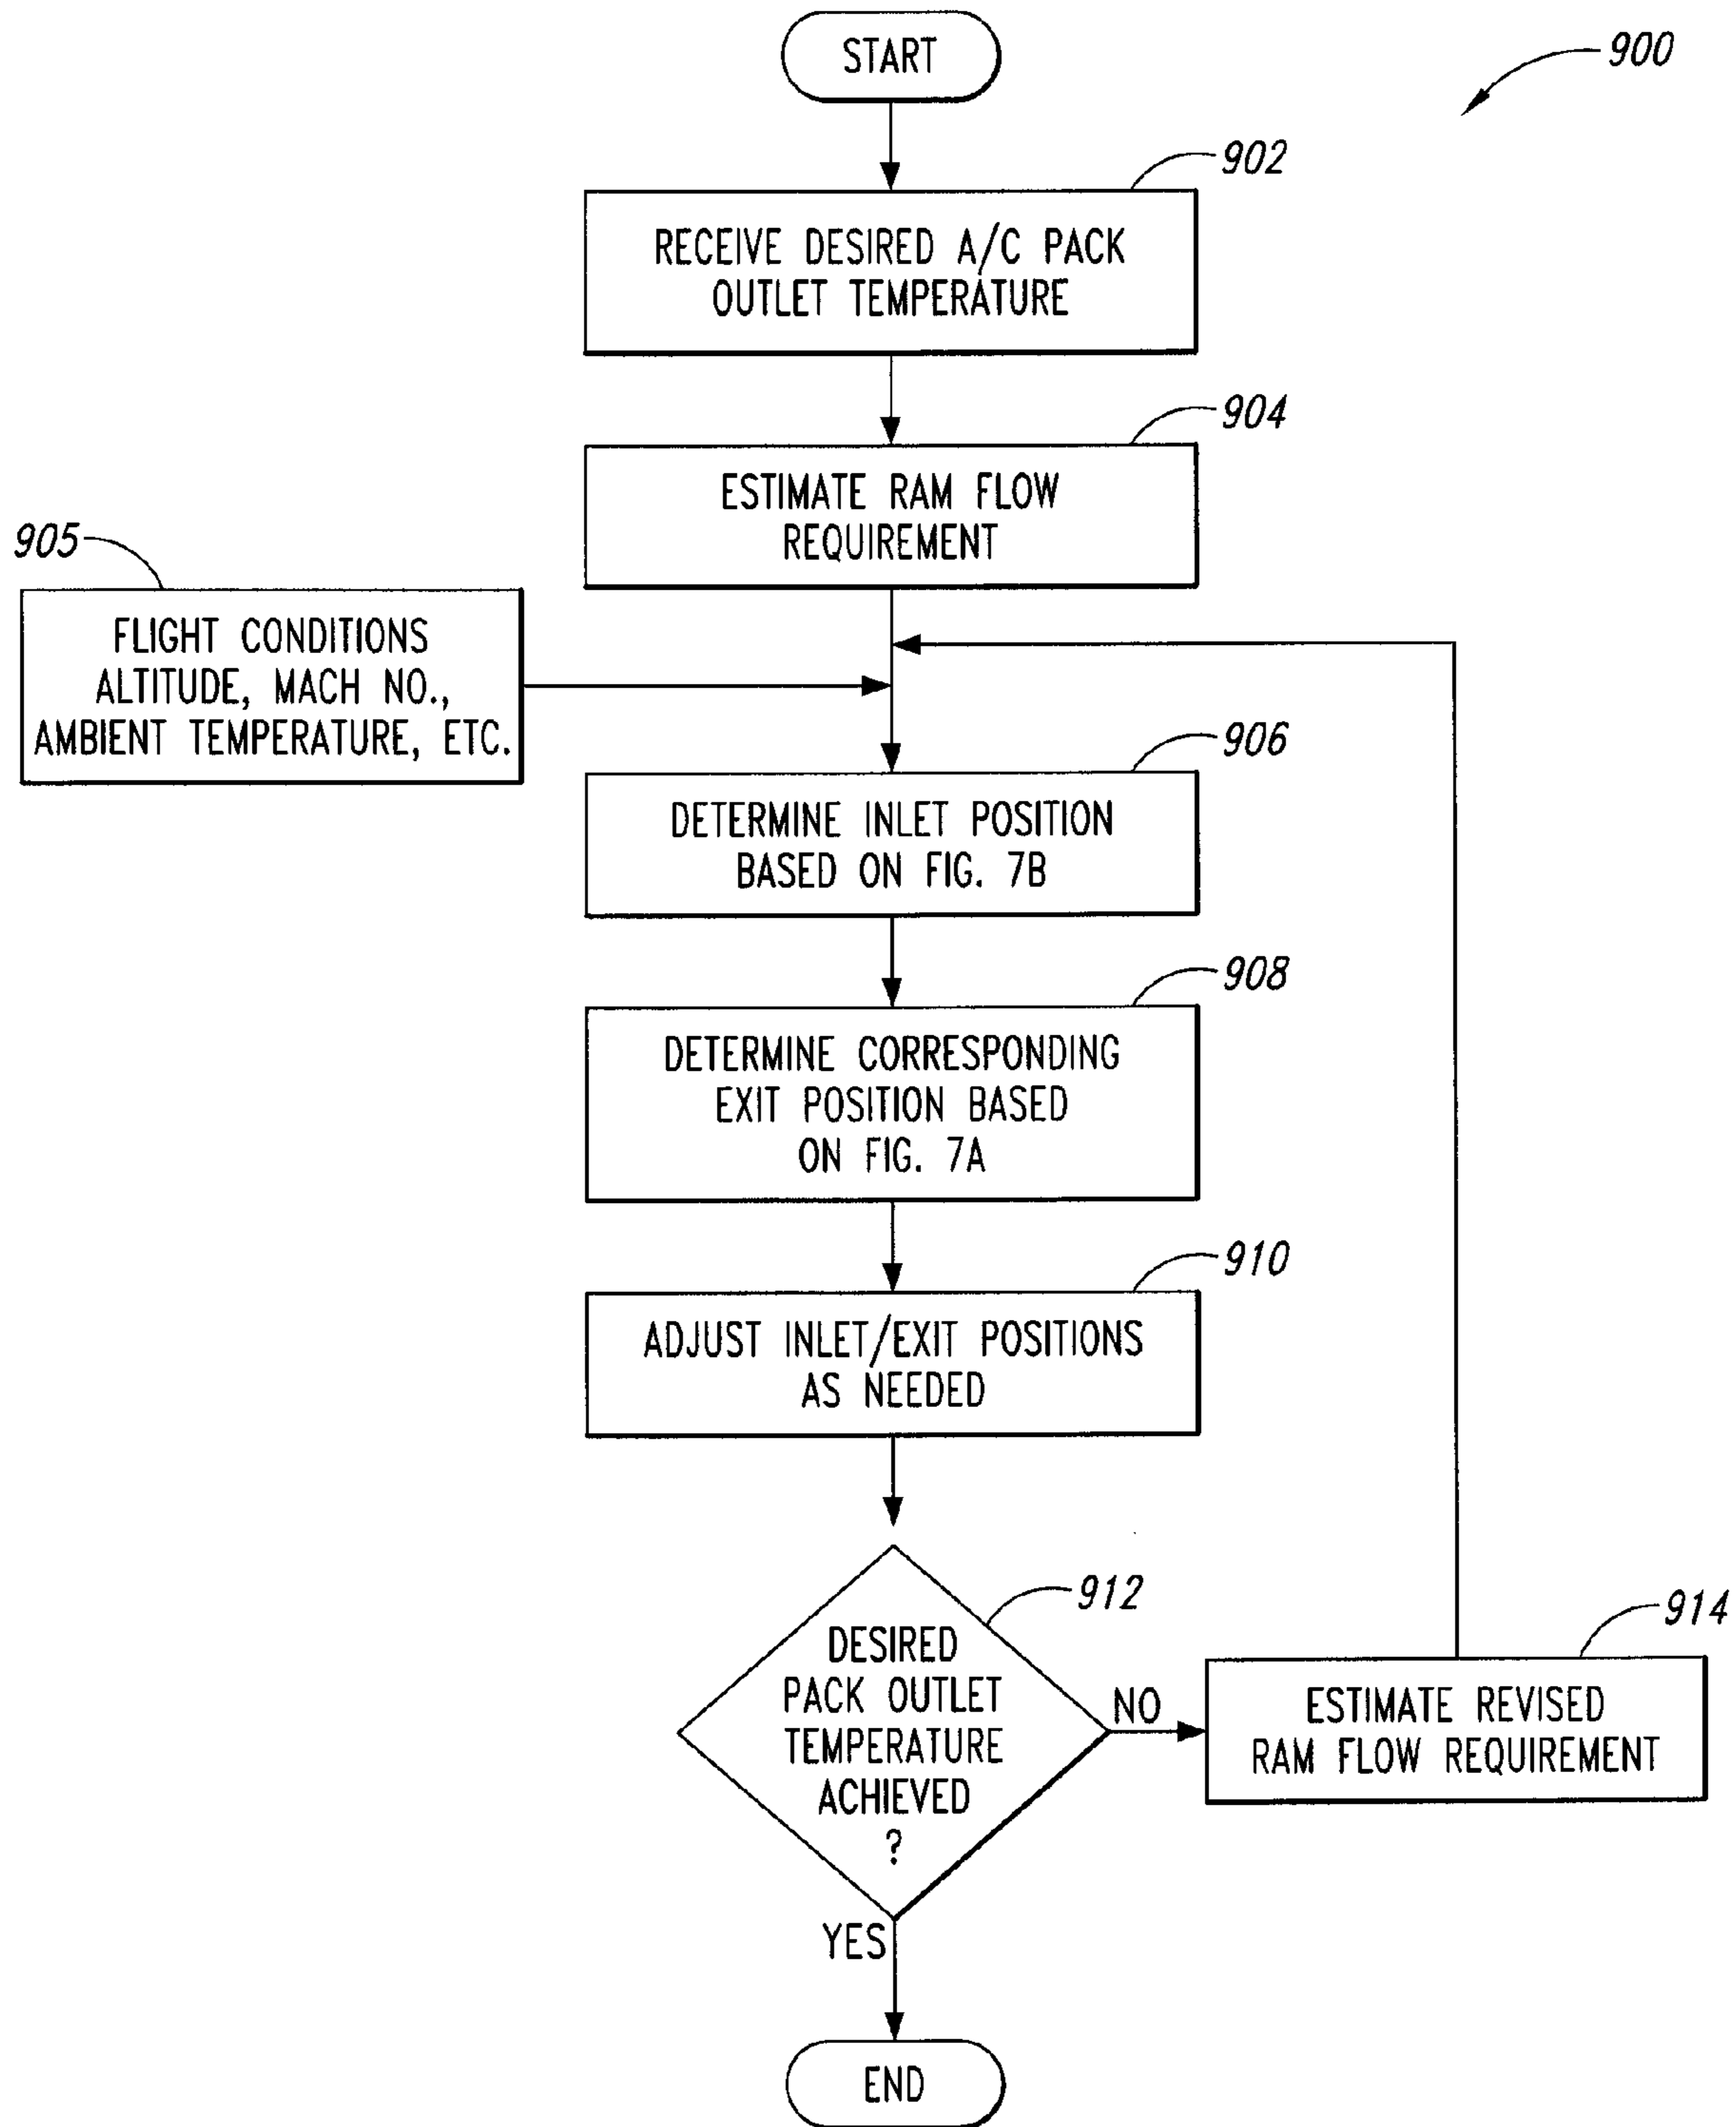 START
900
902
RECEIVE DESIRED A/C PACK
OUTLET TEMPERATURE
904
ESTIMATE RAM FLOW
REQUIREMENT
905
FLIGHT CONDITIONS
ALTITUDE, MACH NO.,
AMBIENT TEMPERATURE, ETC.
906
DETERMINE INLET POSITION
BASED ON FIG. 7B
908
DETERMINE CORRESPONDING
EXIT POSITION BASED
ON FIG. 7A
910
ADJUST INLET/EXIT POSITIONS
AS NEEDED
912
DESIRED
PACK OUTLET
TEMPERATURE
ACHIEVED
?
NO
914
ESTIMATE REVISED
RAM FLOW REQUIREMENT
YES
END